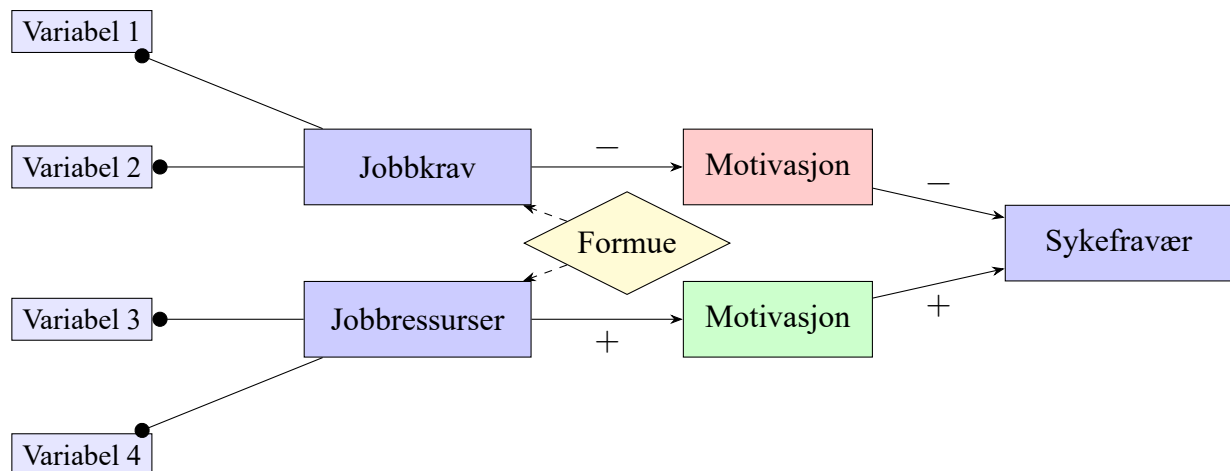 Variabel 1
Variabel 2
Jobbkrav
−
Motivasjon
−
Formue
Sykefravær
Variabel 3
Jobbressurser
+
Motivasjon
+
Variabel 4